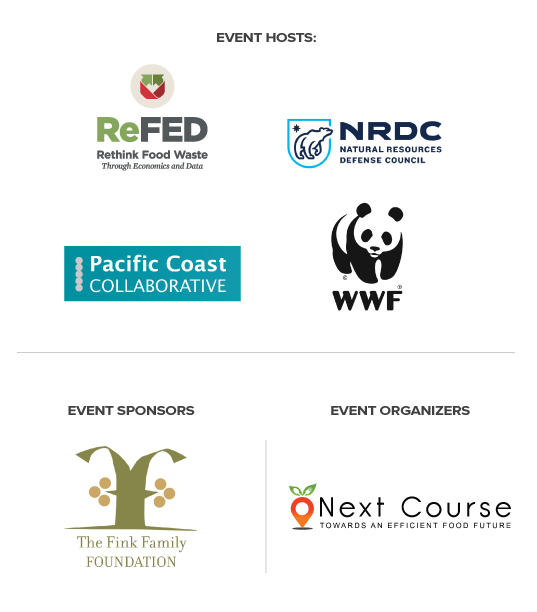 EVENT HOSTS:
ReFED
Rethink Food Waste
Through Economics and Data
NRDC
NATURAL RESOURCES
DEFENSE COUNCIL
Pacific Coast
COLLABORATIVE
©
WWF
®
EVENT SPONSORS
The Fink Family
FOUNDATION
EVENT ORGANIZERS
Next Course
TOWARDS AN EFFICIENT FOOD FUTURE